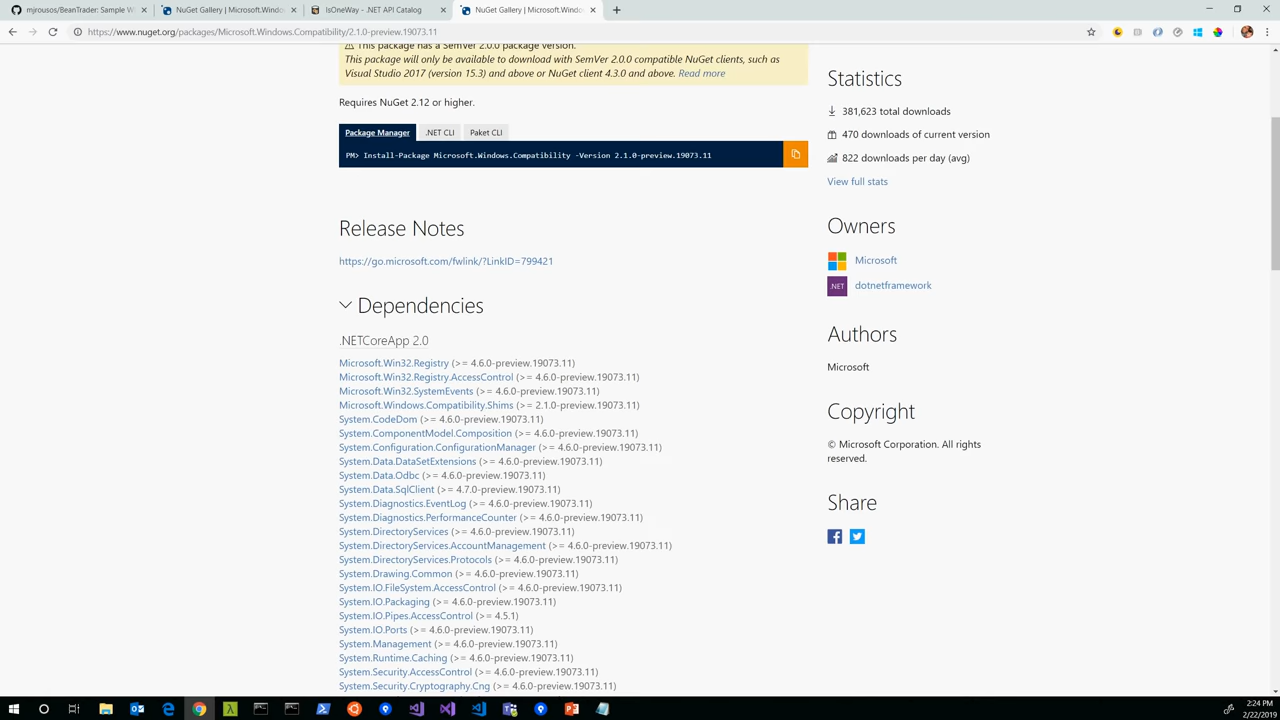 mjrousos/BeanTrader: Sample W
NuGet Gallery | Microsoft.Windo
IsOneWay - .NET API Catalog
NuGet Gallery | Microsoft.Windo
https://www.nuget.org/packages/Microsoft.Windows.Compatibility/2.1.0-preview.19073.11
This package has a SemVer 2.0.0 package version.
This package will only be available to download with SemVer 2.0.0 compatible NuGet clients, such as
Visual Studio 2017 (version 15.3) and above or NuGet client 4.3.0 and above. Read more
Requires NuGet 2.12 or higher.
Package Manager
.NET CLI
Paket CLI
PM> Install-Package Microsoft.Windows.Compatibility -Version 2.1.0-preview.19073.11
Release Notes
https://go.microsoft.com/fwlink/?LinkID=799421
Dependencies
.NETCoreApp 2.0
Microsoft.Win32.Registry (>= 4.6.0-preview.19073.11)
Microsoft.Win32.Registry.AccessControl (>= 4.6.0-preview.19073.11)
Microsoft.Win32.SystemEvents (>= 4.6.0-preview.19073.11)
Microsoft.Windows.Compatibility.Shims (>= 2.1.0-preview.19073.11)
System.CodeDom (>= 4.6.0-preview.19073.11)
System.ComponentModel.Composition (>= 4.6.0-preview.19073.11)
System.Configuration.ConfigurationManager (>= 4.6.0-preview.19073.11)
System.Data.DataSetExtensions (>= 4.6.0-preview.19073.11)
System.Data.Odbc (>= 4.6.0-preview.19073.11)
System.Data.SqlClient (>= 4.7.0-preview.19073.11)
System.Diagnostics.EventLog (>= 4.6.0-preview.19073.11)
System.Diagnostics.PerformanceCounter (>= 4.6.0-preview.19073.11)
System.DirectoryServices (>= 4.6.0-preview.19073.11)
System.DirectoryServices.AccountManagement (>= 4.6.0-preview.19073.11)
System.DirectoryServices.Protocols (>= 4.6.0-preview.19073.11)
System.Drawing.Common (>= 4.6.0-preview.19073.11)
System.IO.FileSystem.AccessControl (>= 4.6.0-preview.19073.11)
System.IO.Packaging (>= 4.6.0-preview.19073.11)
System.IO.Pipes.AccessControl (>= 4.5.1)
System.IO.Ports (>= 4.6.0-preview.19073.11)
System.Management (>= 4.6.0-preview.19073.11)
System.Runtime.Caching (>= 4.6.0-preview.19073.11)
System.Security.AccessControl (>= 4.6.0-preview.19073.11)
System.Security.Cryptography.Cng (>= 4.6.0-preview.19073.11)
Statistics
381,623 total downloads
470 downloads of current version
822 downloads per day (avg)
View full stats
Owners
Microsoft
.NET
dotnetframework
Authors
Microsoft
Copyright
© Microsoft Corporation. All rights
reserved.
Share
2:24 PM
2/22/2019